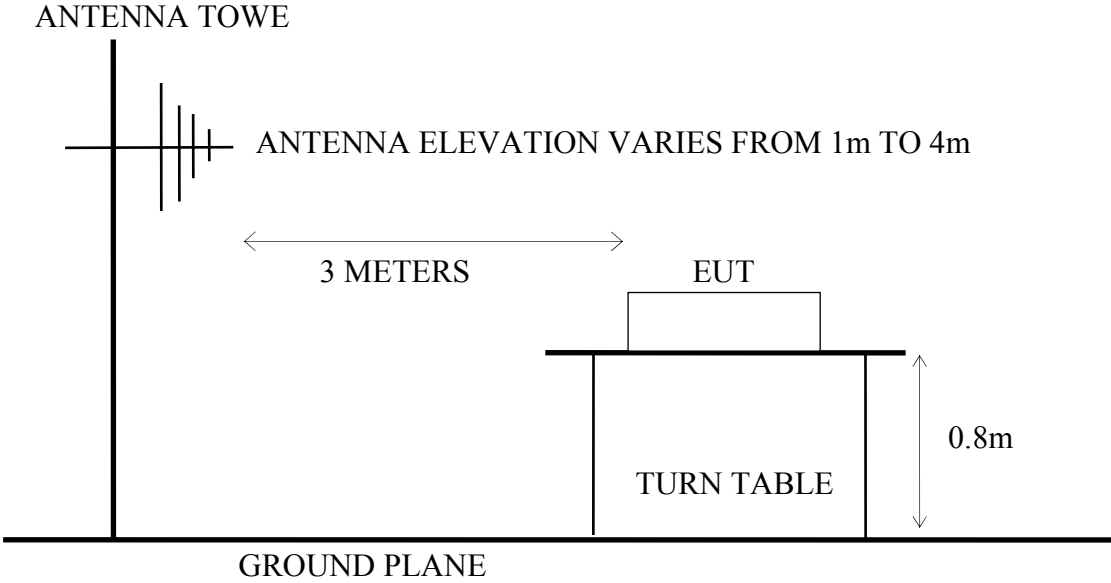 ANTENNA TOWE
ANTENNA ELEVATION VARIES FROM 1m TO 4m
3 METERS
EUT
0.8m
TURN TABLE
GROUND PLANE